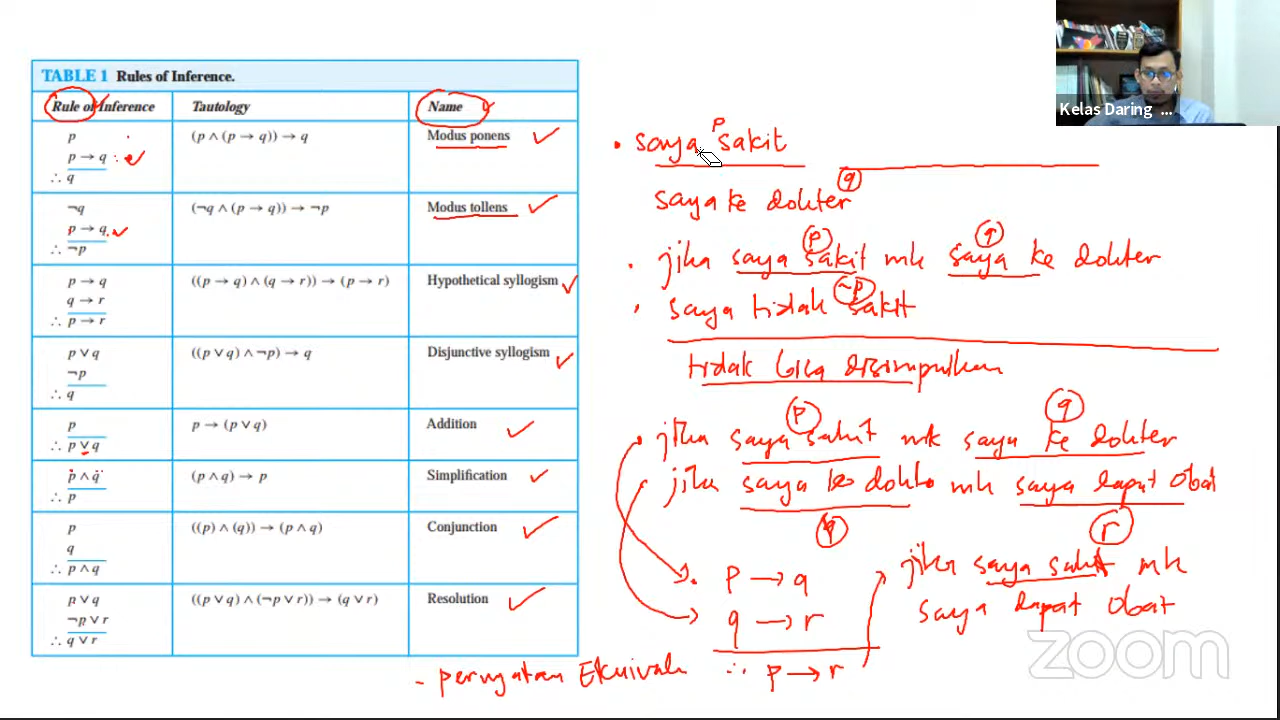 TABLE 1 Rules of Inference.
Rule of Inference Tautology Name
p
p → q
∴ q
(p ∧ (p → q)) → q
Modus ponens
¬q
p → q
∴ ¬p
(¬q ∧ (p → q)) → ¬p
Modus tollens
p → q
q → r
∴ p → r
((p → q) ∧ (q → r)) → (p → r)
Hypothetical syllogism
p ∨ q
¬p
∴ q
((p ∨ q) ∧ ¬p) → q
Disjunctive syllogism
p
∴ p ∨ q
p → (p ∨ q)
Addition
p ∧ q
∴ p
(p ∧ q) → p
Simplification
p
q
∴ p ∧ q
((p) ∧ (q)) → (p ∧ q)
Conjunction
p ∨ q
¬p ∨ r
∴ q ∨ r
((p ∨ q) ∧ (¬p ∨ r)) → (q ∨ r)
Resolution
Kelas Daring ...
p
saya sakit
q
saya ke dokter
p q
jika saya sakit mk saya ke dokter
~p
saya tidak sakit
tidak bisa disimpulkan
p q
jika saya sakit mk saya ke dokter
jika saya ke dokter mk saya dapat obat
q r
p → q
q → r
∴ p → r
jika saya sakit mk
saya dapat obat
- pernyatan Ekuivalen
zoom